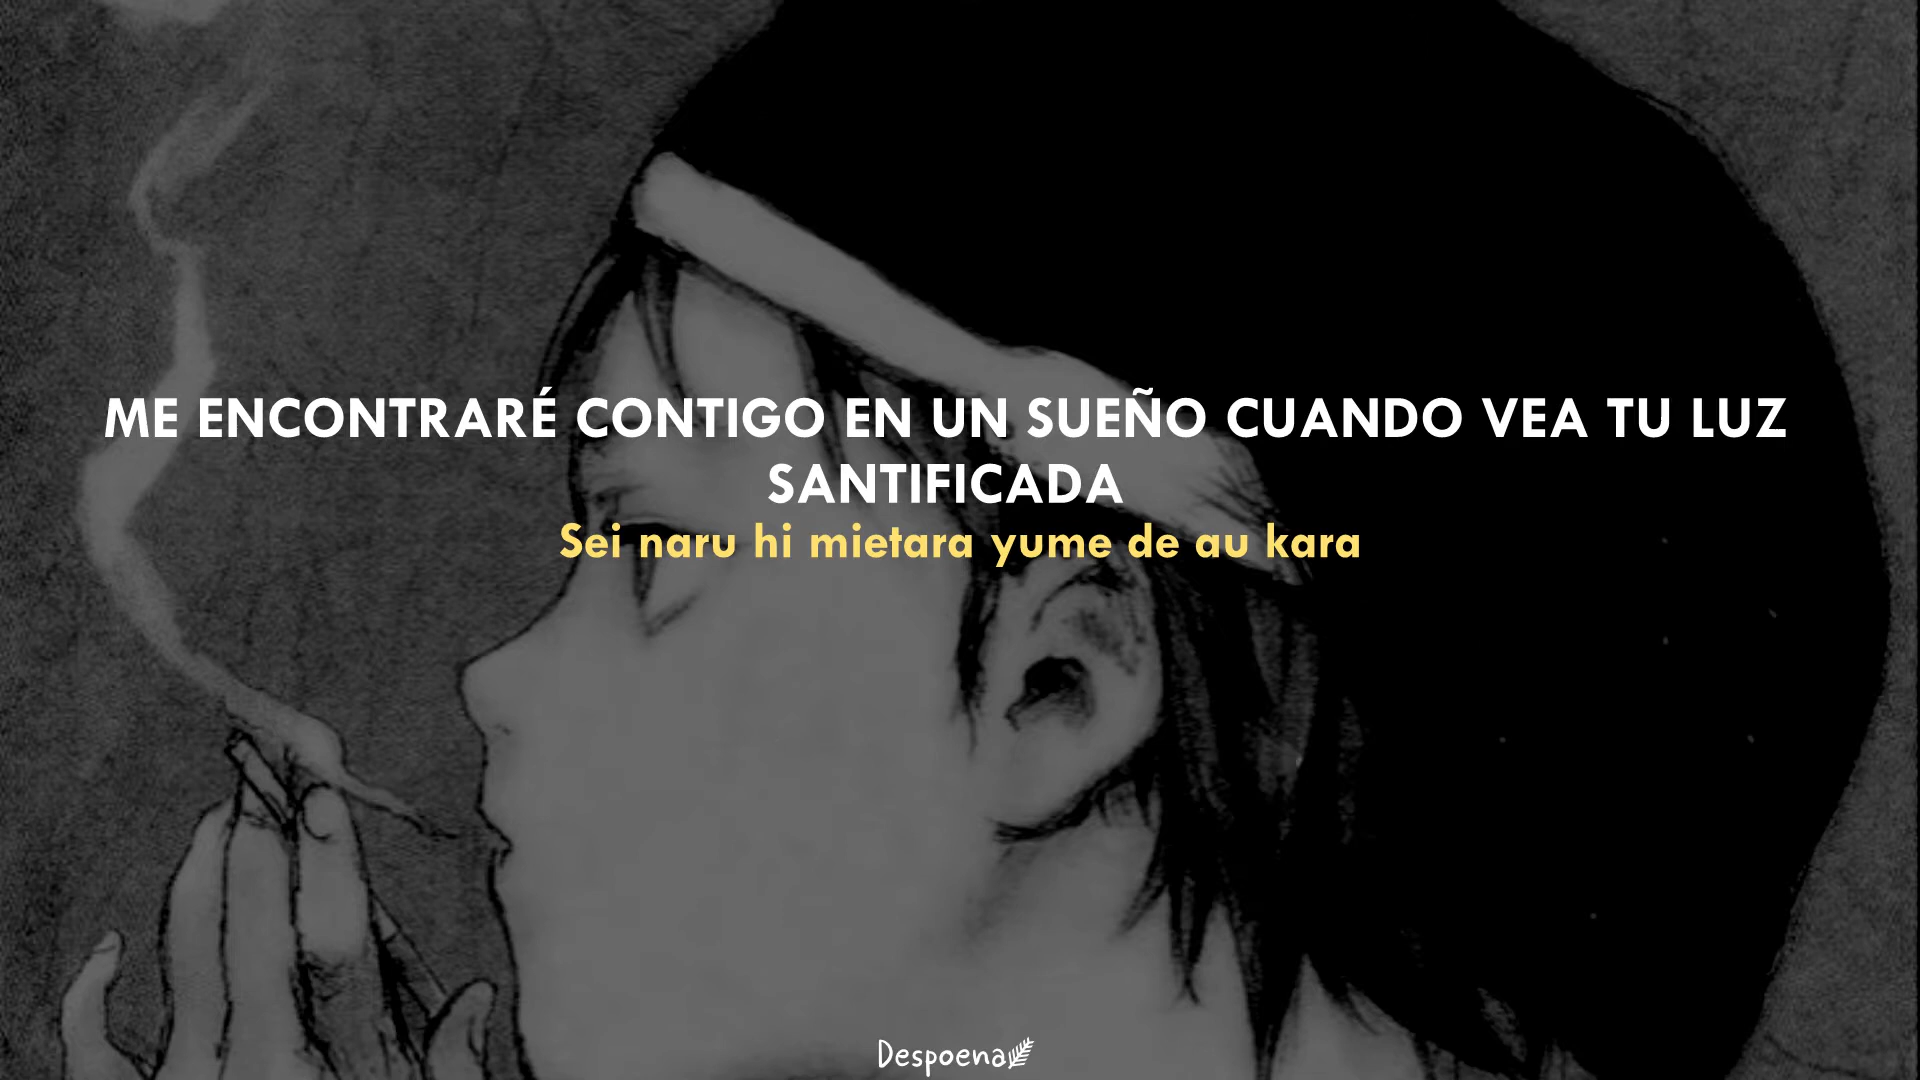 ME ENCONTRARÉ CONTIGO EN UN SUEÑO CUANDO VEA TU LUZ
SANTIFICADA
Sei naru hi mietara yume de au kara
Despoena